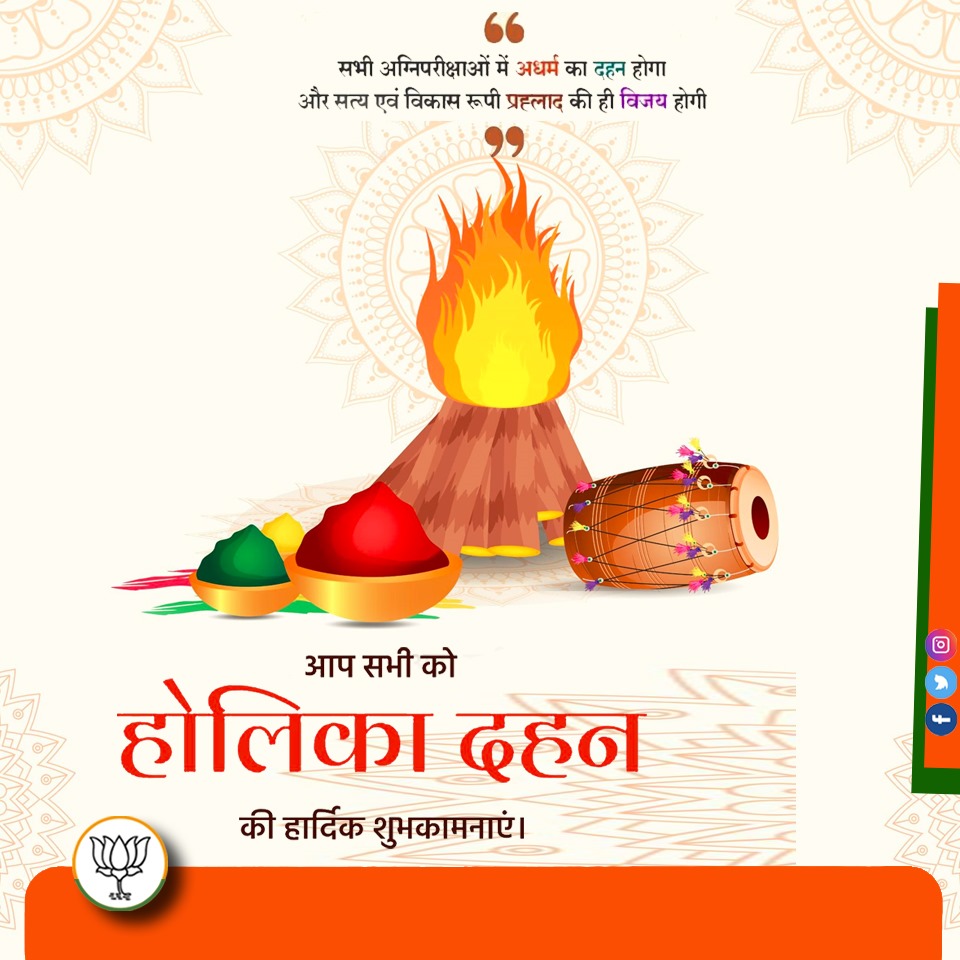 ❝
सभी अग्निपरीक्षाओं में अधर्म का दहन होगा
और सत्य एवं विकास रूपी प्रह्लाद की ही विजय होगी
❞
आप सभी को
होलिका दहन
की हार्दिक शुभकामनाएं।